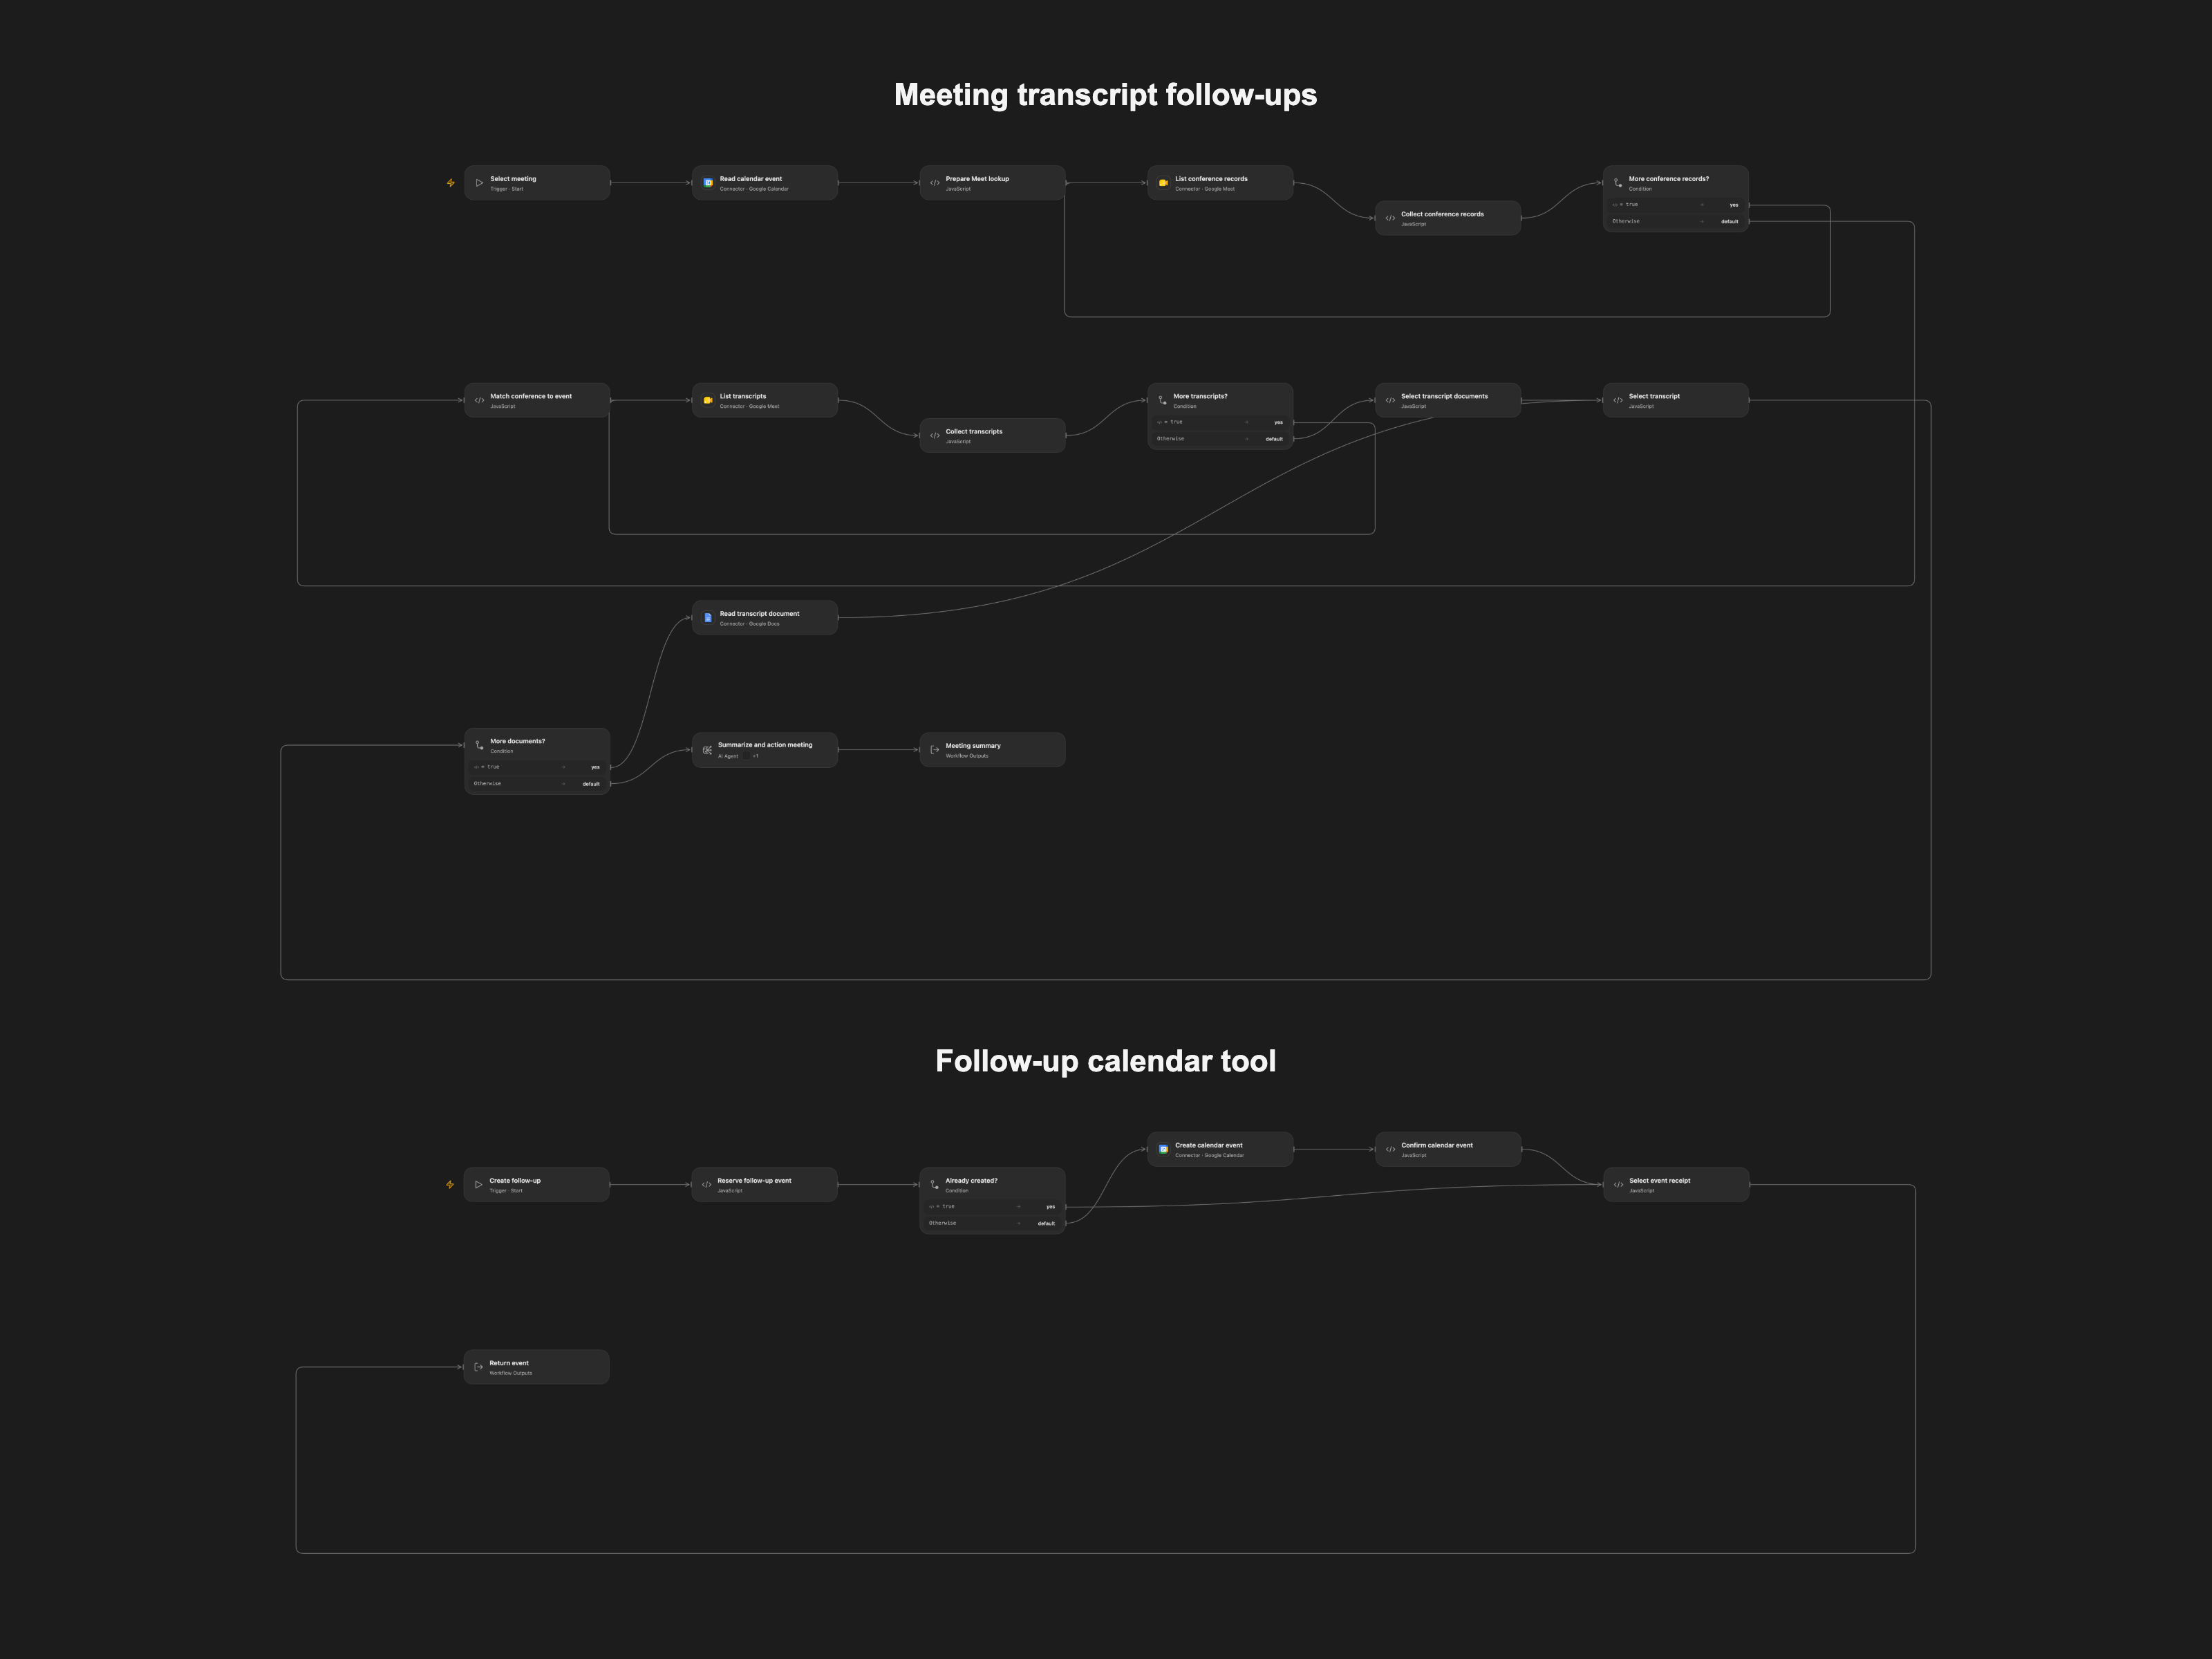 Meeting transcript follow-ups
Select meeting
Trigger · Start
Read calendar event
Connector · Google Calendar
Prepare Meet lookup
JavaScript
List conference records
Connector · Google Meet
Collect conference records
JavaScript
More conference records?
Condition
= true yes
Otherwise default
Match conference to event
JavaScript
List transcripts
Connector · Google Meet
Collect transcripts
JavaScript
More transcripts?
Condition
= true yes
Otherwise default
Select transcript documents
JavaScript
Select transcript
JavaScript
Read transcript document
Connector · Google Docs
More documents?
Condition
= true yes
Otherwise default
Summarize and action meeting
AI Agent +1
Meeting summary
Workflow Outputs
Follow-up calendar tool
Create follow-up
Trigger · Start
Reserve follow-up event
JavaScript
Already created?
Condition
= true yes
Otherwise default
Create calendar event
Connector · Google Calendar
Confirm calendar event
JavaScript
Select event receipt
JavaScript
Return event
Workflow Outputs